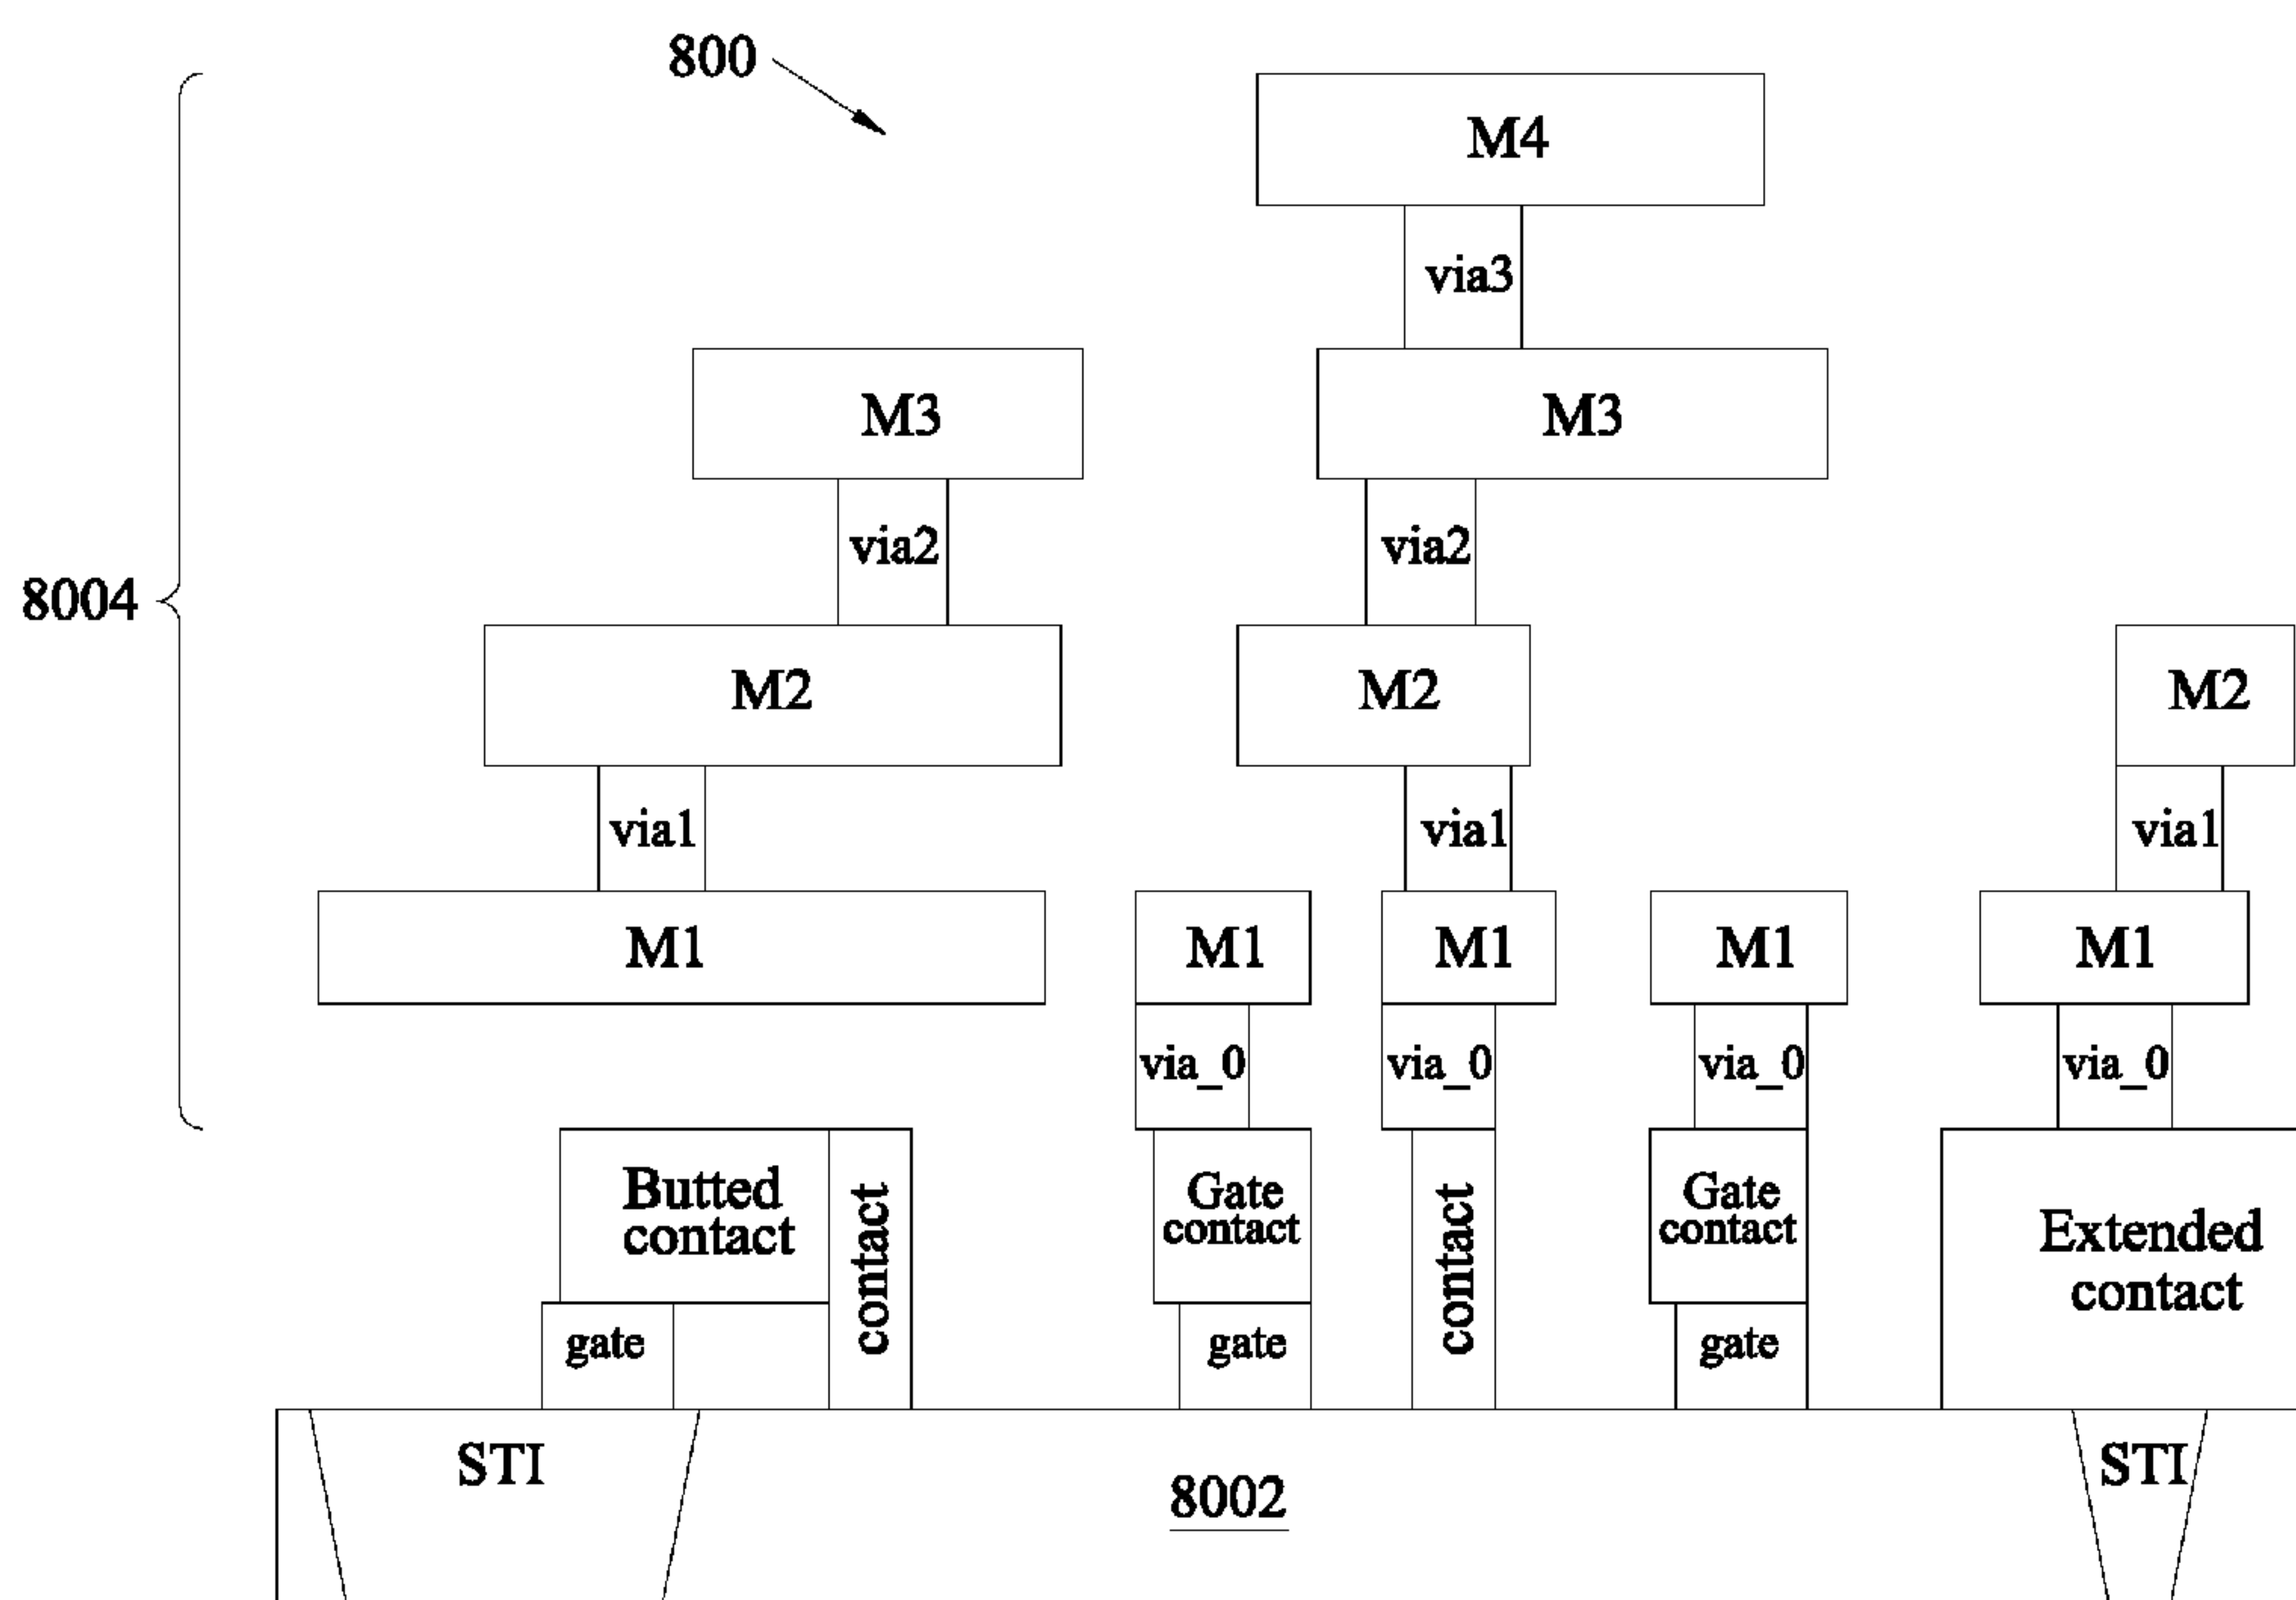 800
M4
via3
M3
M3
8004
via2
via2
M2
M2
M2
via1
via1
via1
M1
M1
M1
M1
M1
via_0
via_0
via_0
via_0
Butted
contact
contact
Gate
contact
contact
Gate
contact
Extended
contact
gate
gate
gate
STI
8002
STI